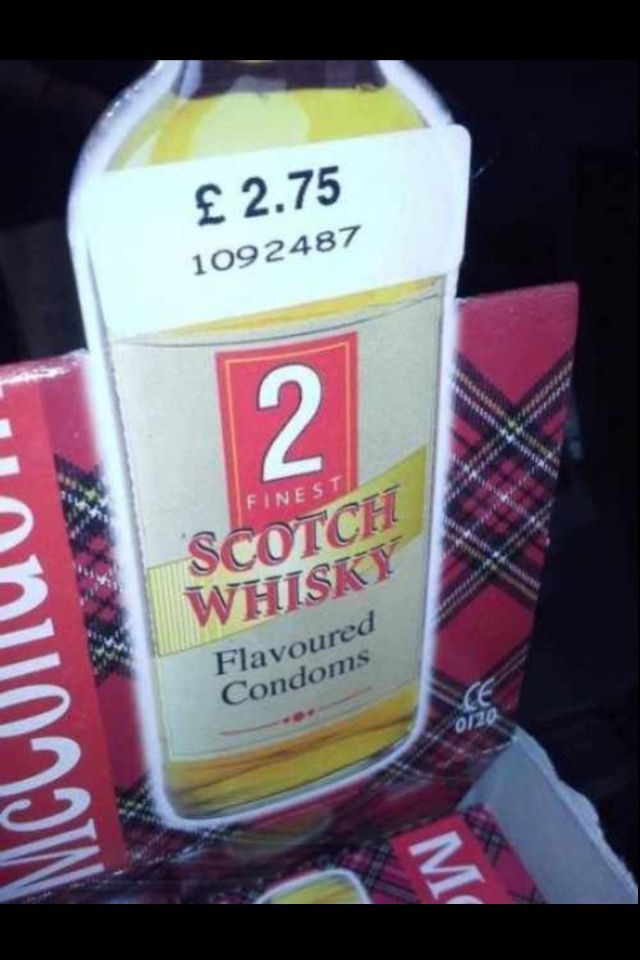 £ 2.75
1092487
2
FINEST
SCOTCH
WHISKY
Flavoured
Condoms
CE
0120